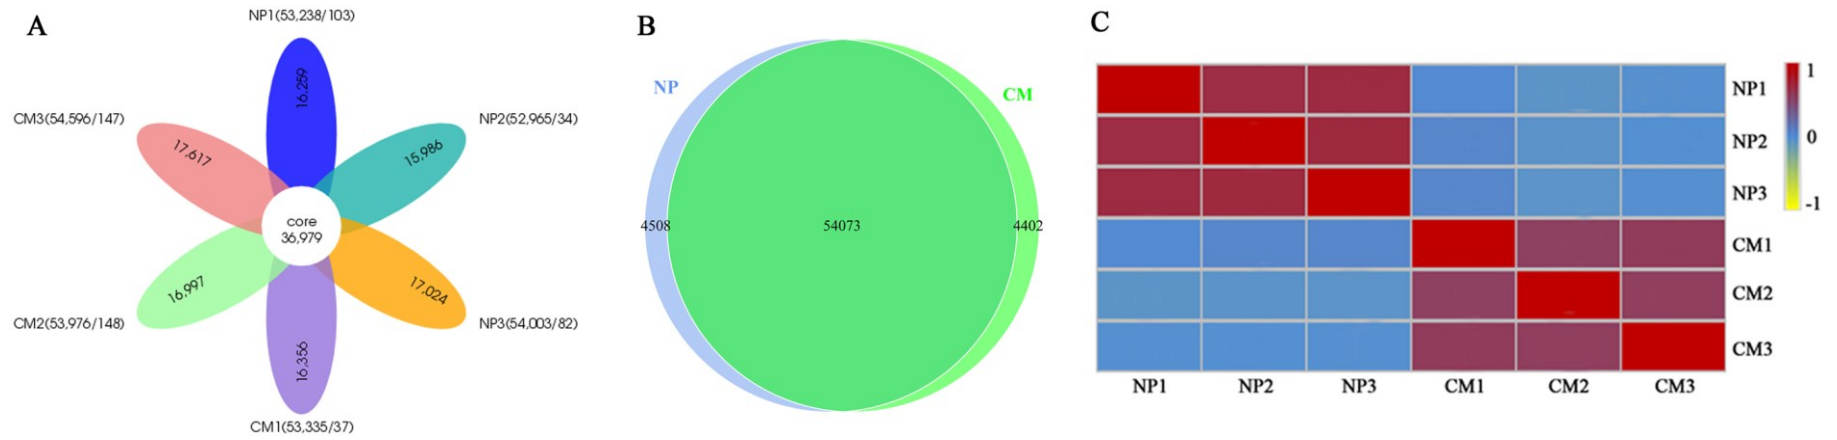 A
NP1(53,238/103)
16,259
CM3(54,596/147)
NP2(52,965/34)
17,617
15,986
core
36,979
16,997
17,024
CM2(53,976/148)
NP3(54,003/82)
16,356
CM1(53,335/37)
B
NP
CM
4508
54073
4402
C
1
0
-1
NP1
NP2
NP3
CM1
CM2
CM3
NP1 NP2 NP3 CM1 CM2 CM3